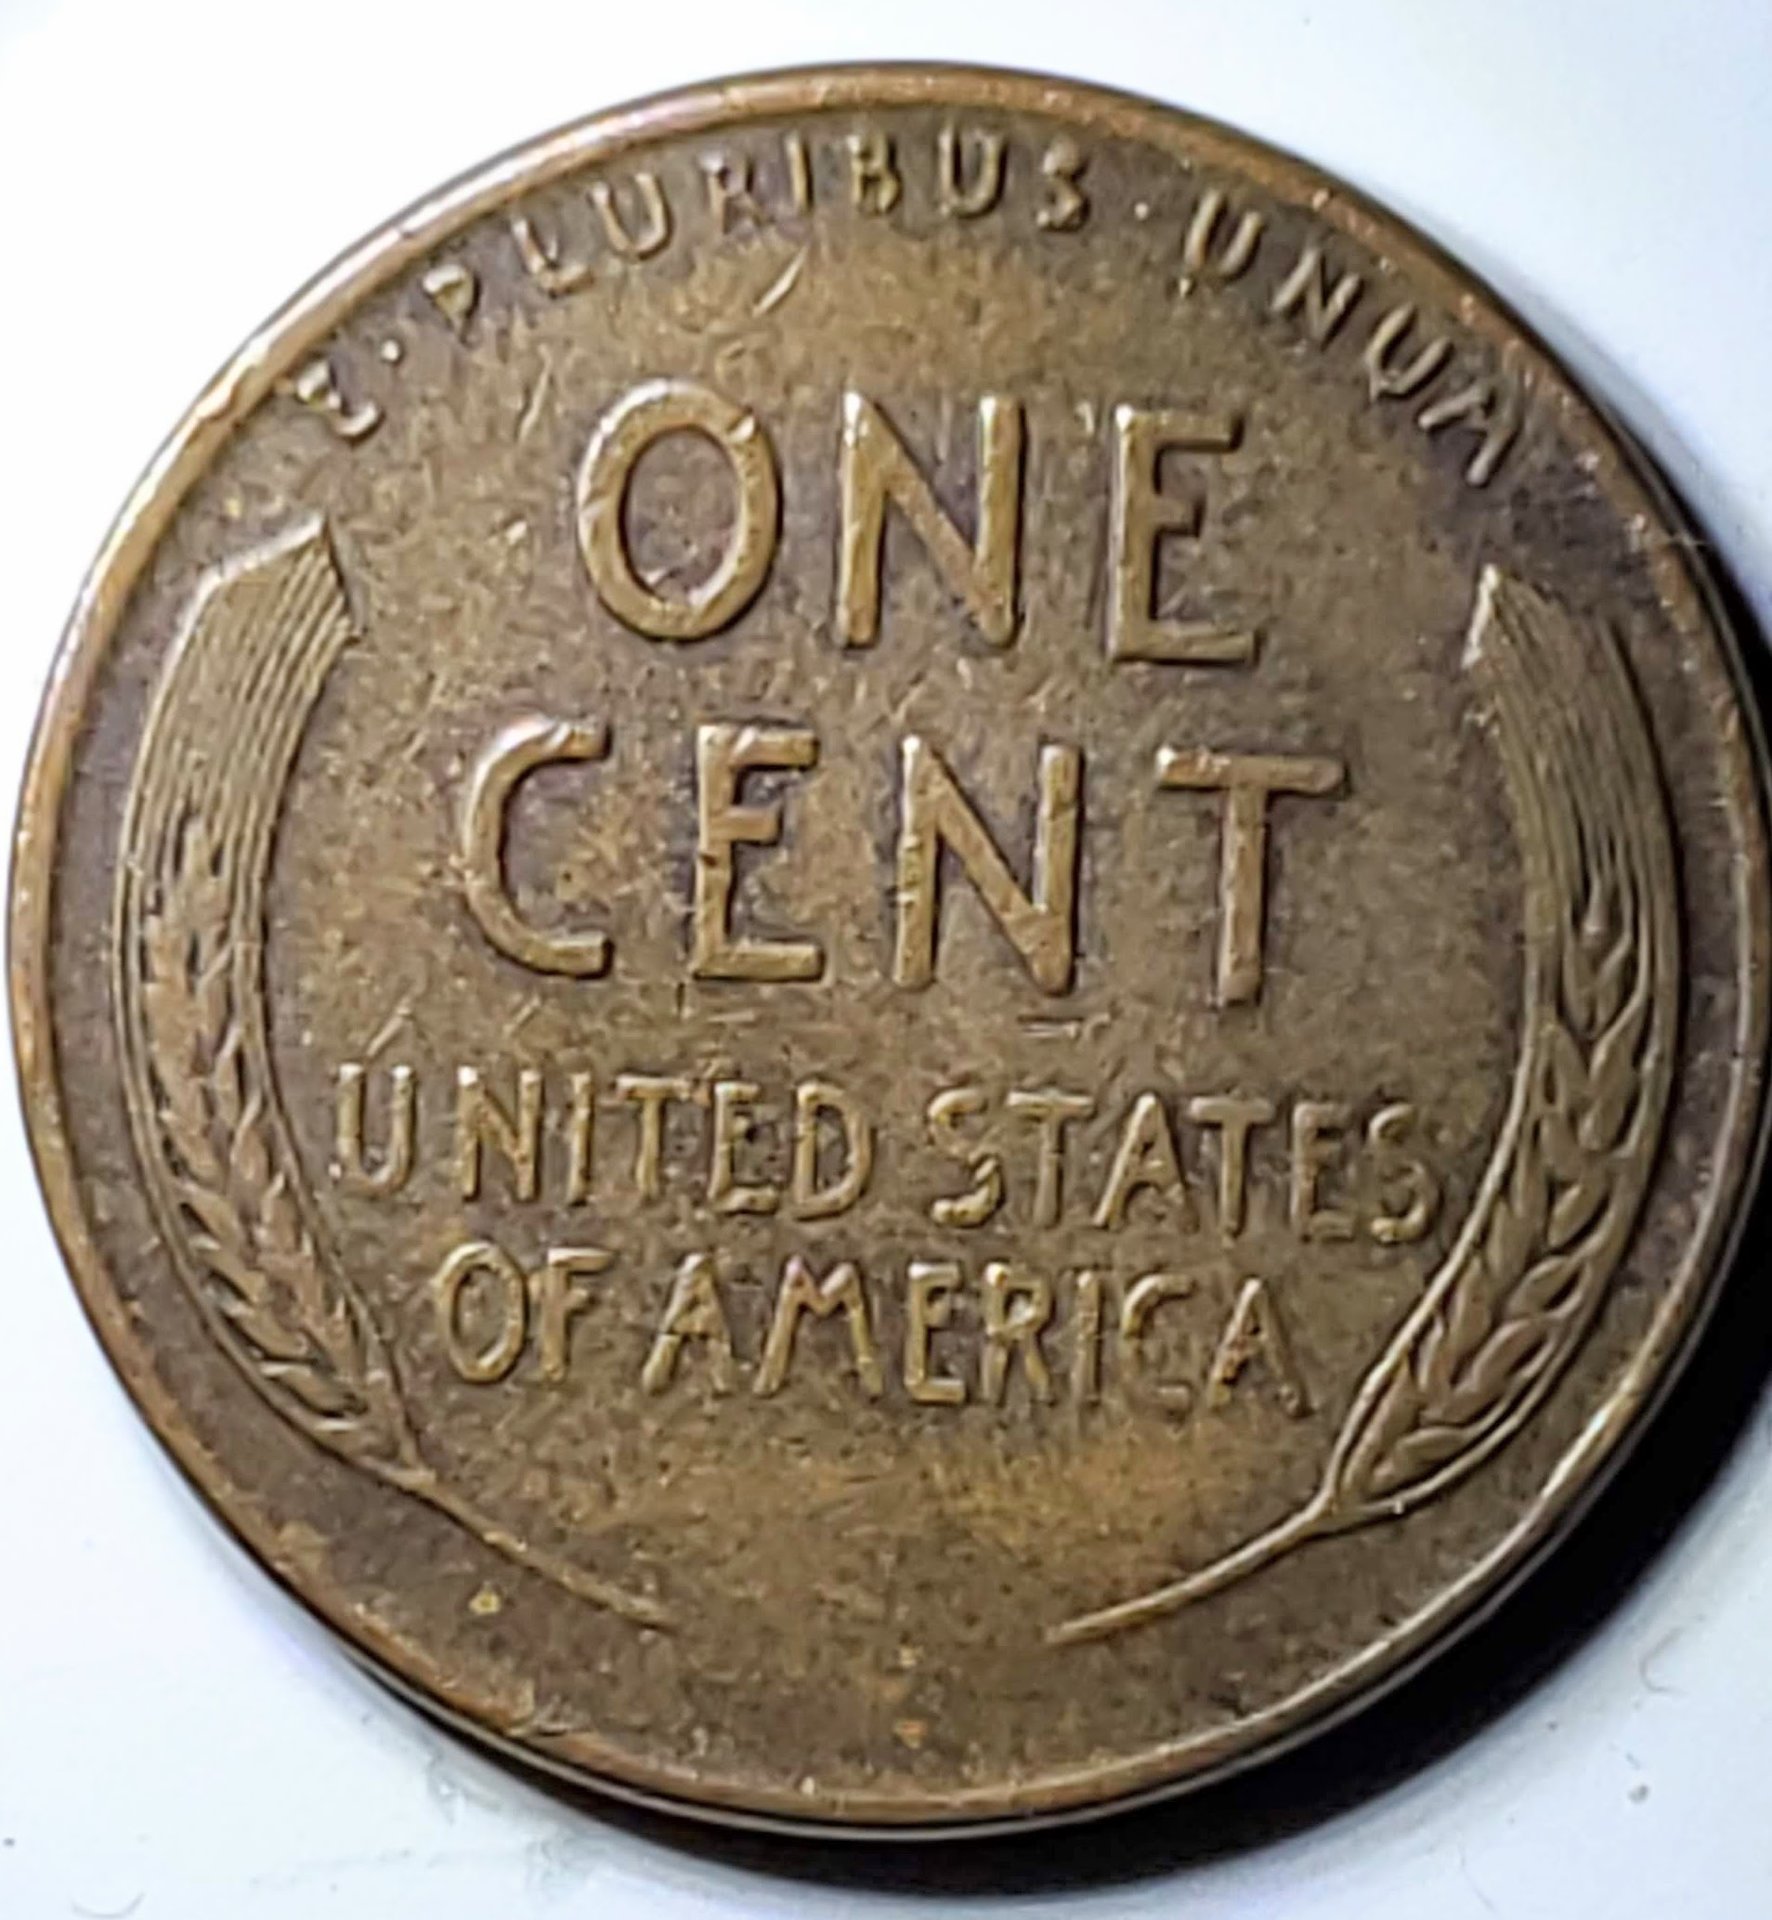 E·PLURIBUS·UNUM
ONE
CENT
UNITED STATES
OF AMERICA